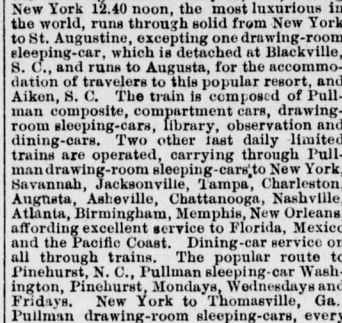 New York 12.40 noon, the most luxurious in
the world, runs through solid from New York
to St. Augustine, excepting one drawing-room
sleeping-car, which is detached at Blackville,
S. C., and runs to Augusta, for the accommo-
dation of travelers to this popular resort, and
Aiken, S. C. The train is composed of Pull-
man composite, compartment cars, drawing-
room sleeping-cars, library, observation and
dining-cars. Two other fast daily limited
trains are operated, carrying through Pull-
man drawing-room sleeping-cars to New York,
Savannah, Jacksonville, Tampa, Charleston,
Augusta, Asheville, Chattanooga, Nashville,
Atlanta, Birmingham, Memphis, New Orleans,
affording excellent service to Florida, Mexico
and the Pacific Coast. Dining-car service on
all through trains. The popular route to
Pinehurst, N. C., Pullman sleeping-car Wash-
ington, Pinehurst, Mondays, Wednesdays and
Fridays. New York to Thomasville, Ga.
Pullman drawing-room sleeping-cars, every